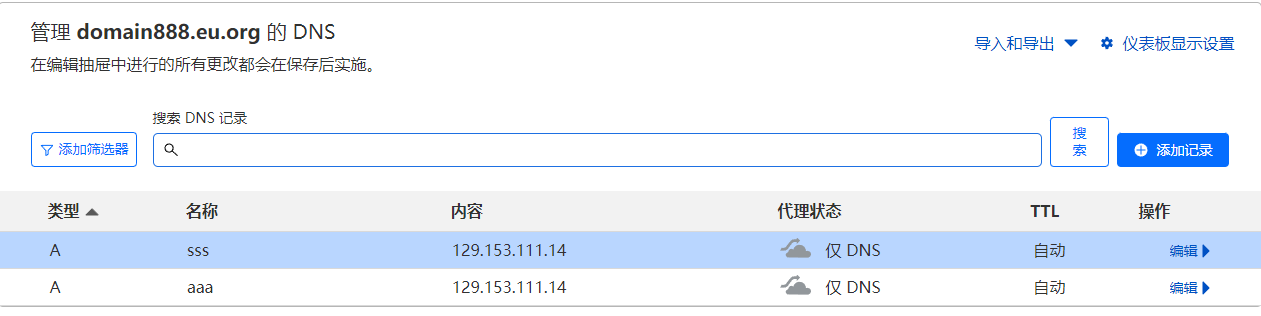 管理 domain888.eu.org 的 DNS
在编辑抽屉中进行的所有更改都会在保存后实施。
导入和导出 仪表板显示设置
搜索 DNS 记录
添加筛选器
搜
索
添加记录
类型 名称 内容 代理状态 TTL 操作
A sss 129.153.111.14 仅 DNS 自动 编辑
A aaa 129.153.111.14 仅 DNS 自动 编辑